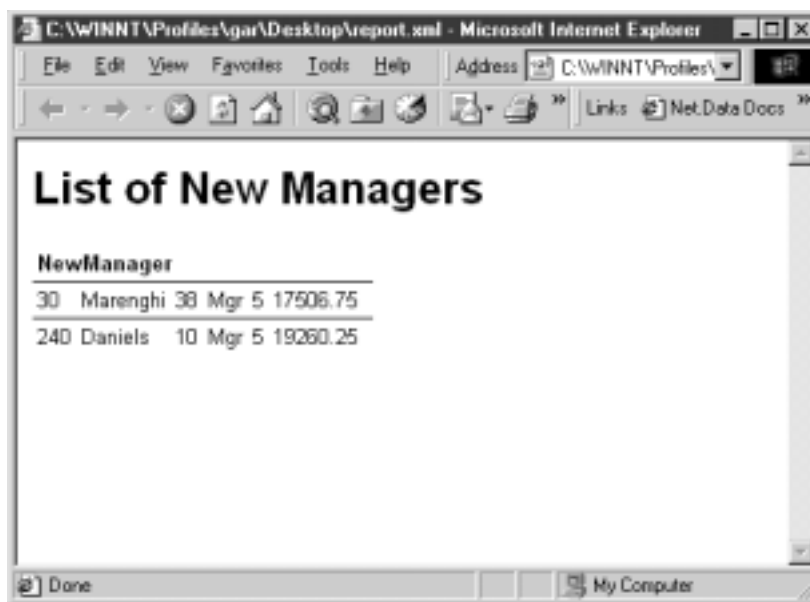 C:\WINNT\Profiles\gar\Desktop\report.xml - Microsoft Internet Explorer
File Edit View Favorites Tools Help Address C:\WINNT\Profiles\
» Links Net.Data Docs »
List of New Managers
NewManager
30 Marenghi 38 Mgr 5 17506.75
240 Daniels 10 Mgr 5 19260.25
Done My Computer